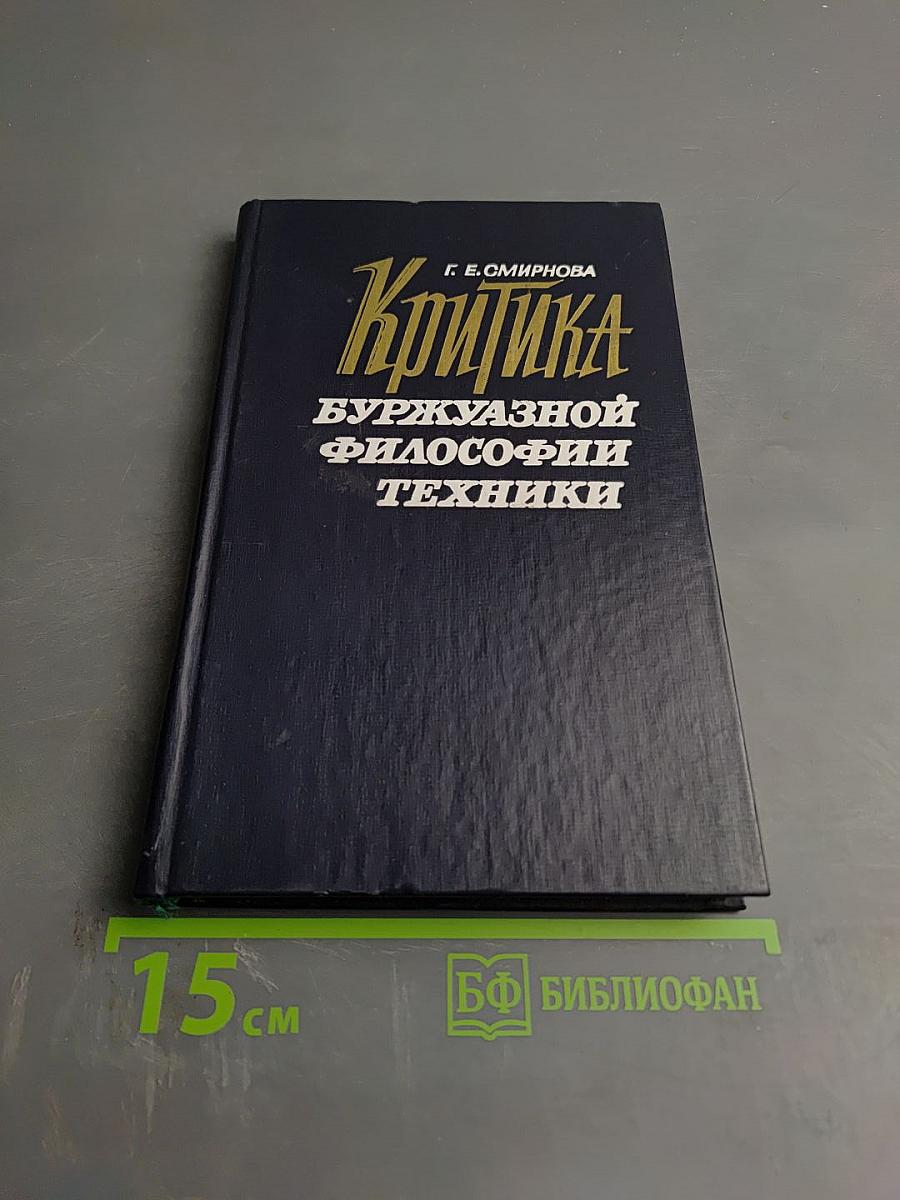 Г. Е. СМИРНОВА
КРИТИКА
БУРЖУАЗНОЙ
ФИЛОСОФИИ
ТЕХНИКИ
15 см
БФ БИБЛИОФАН